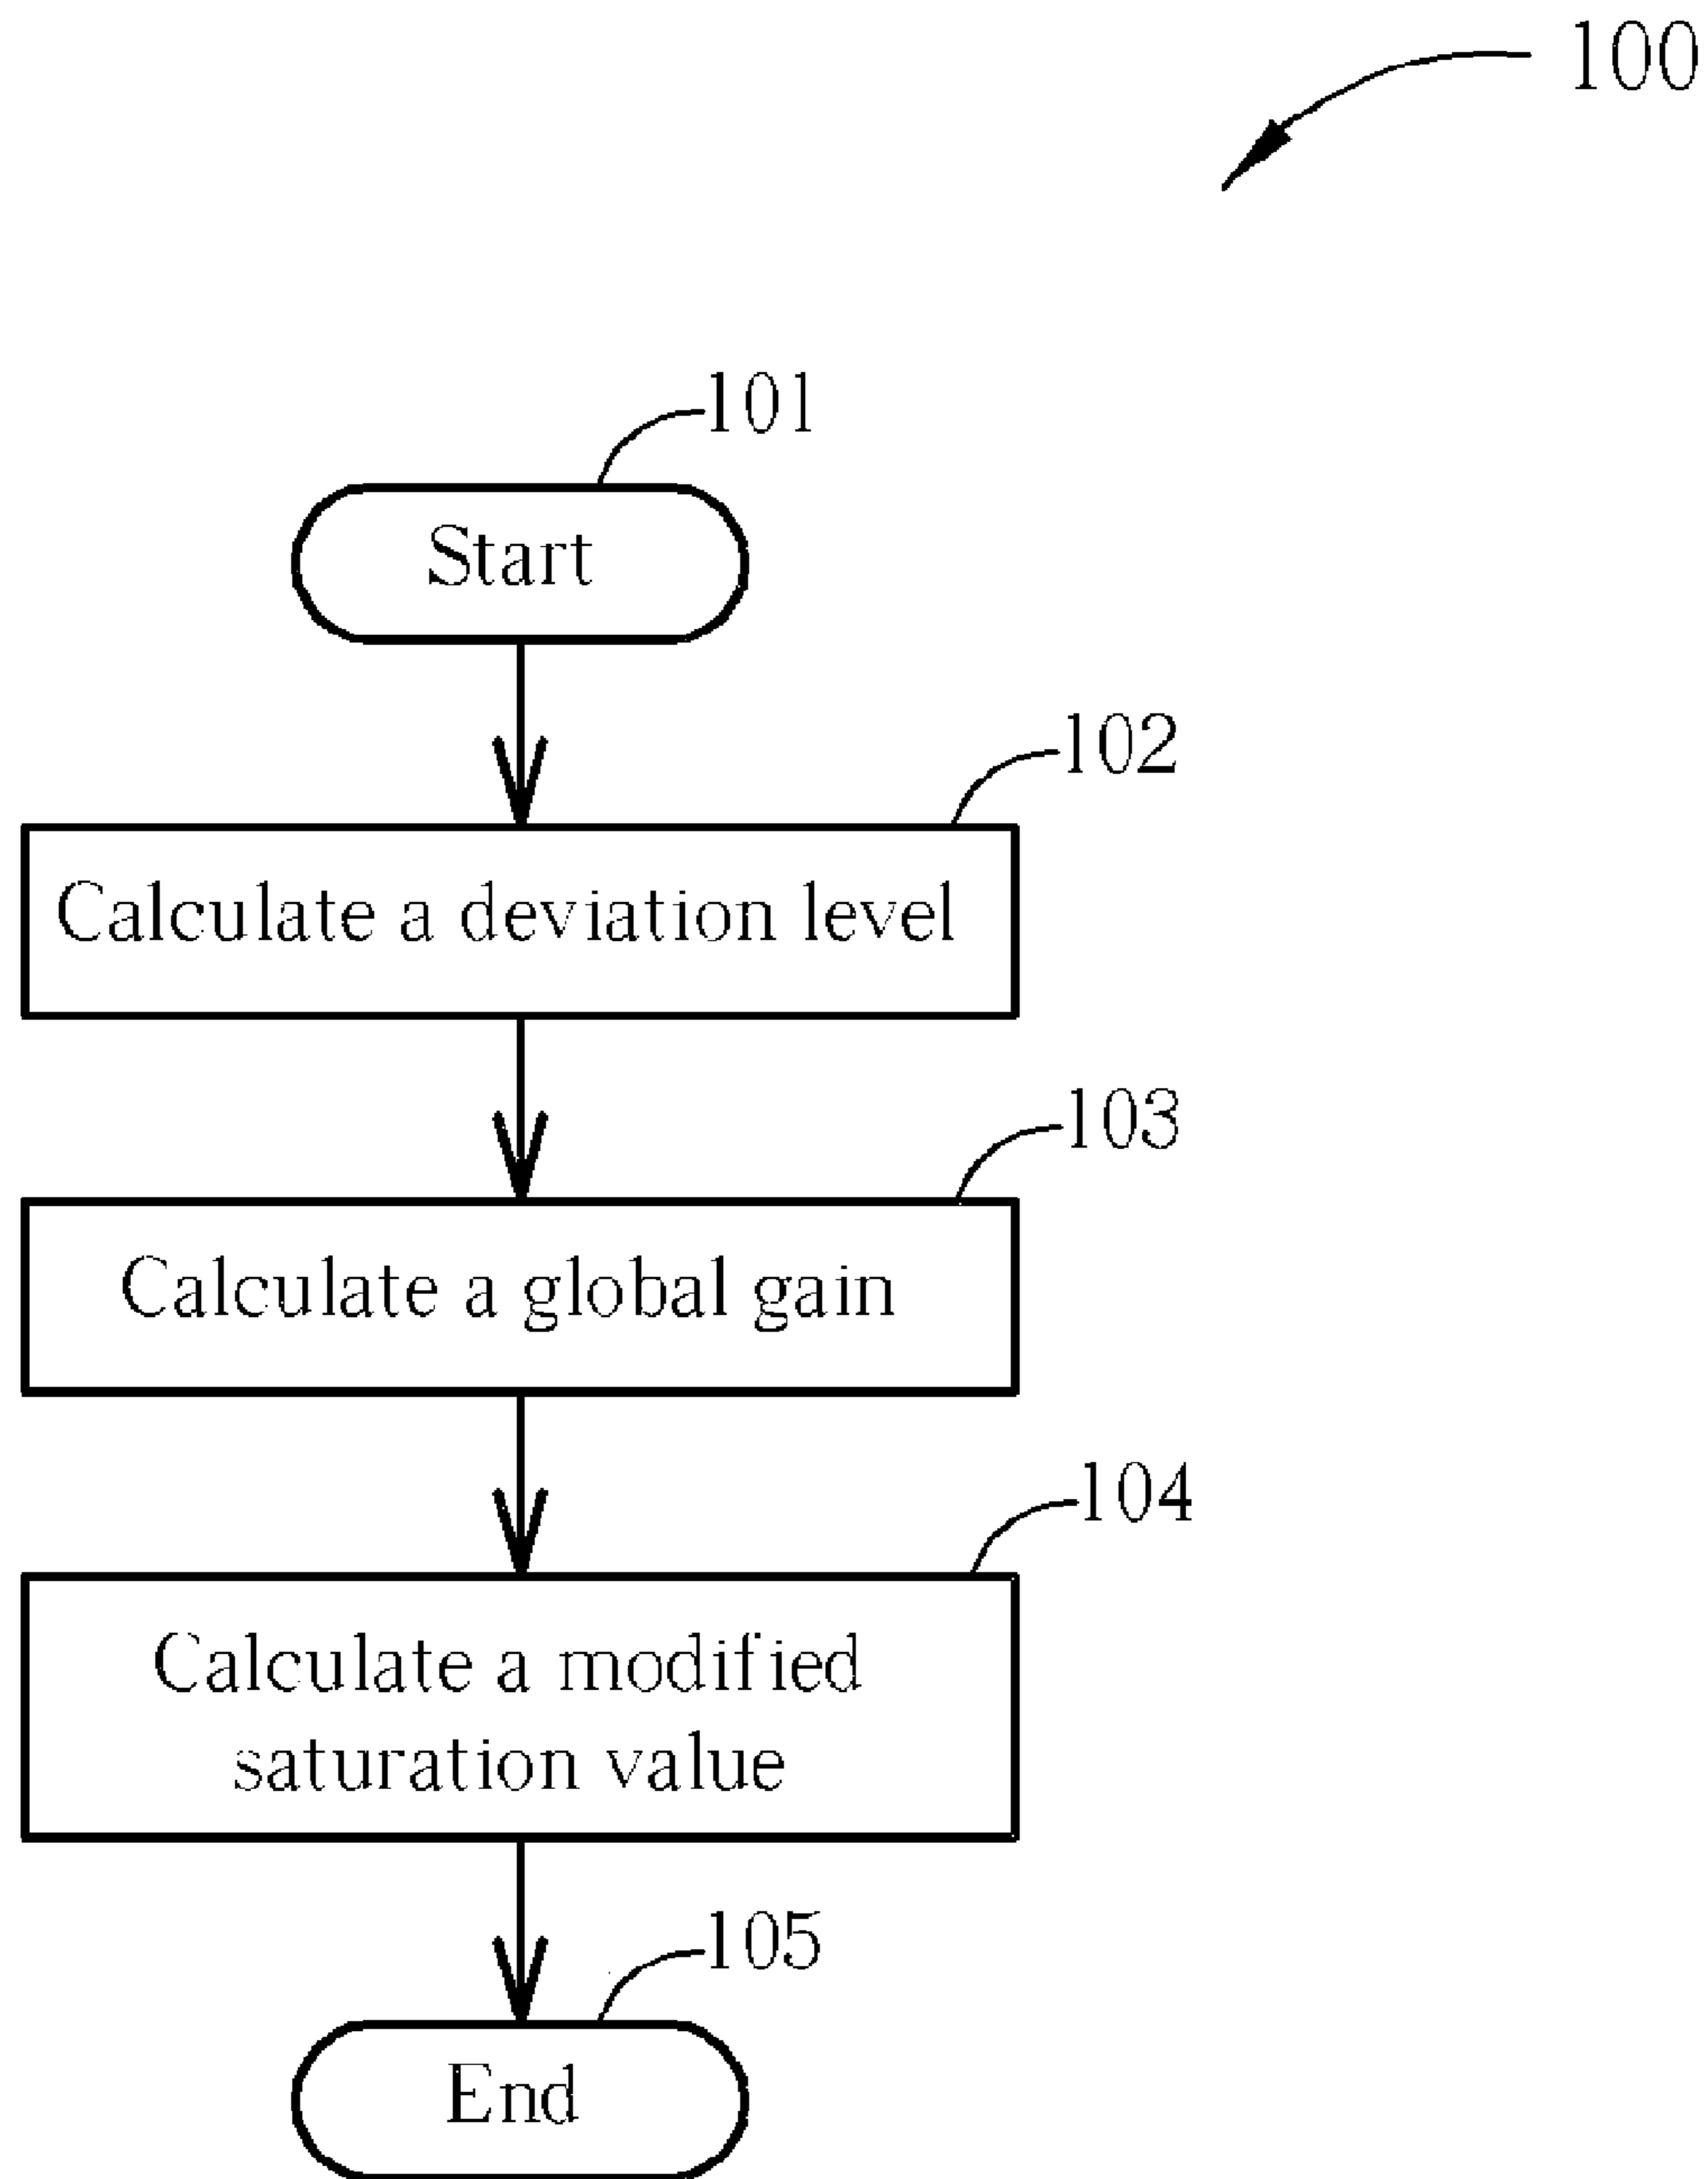 100
101
Start
102
Calculate a deviation level
103
Calculate a global gain
104
Calculate a modified
saturation value
105
End